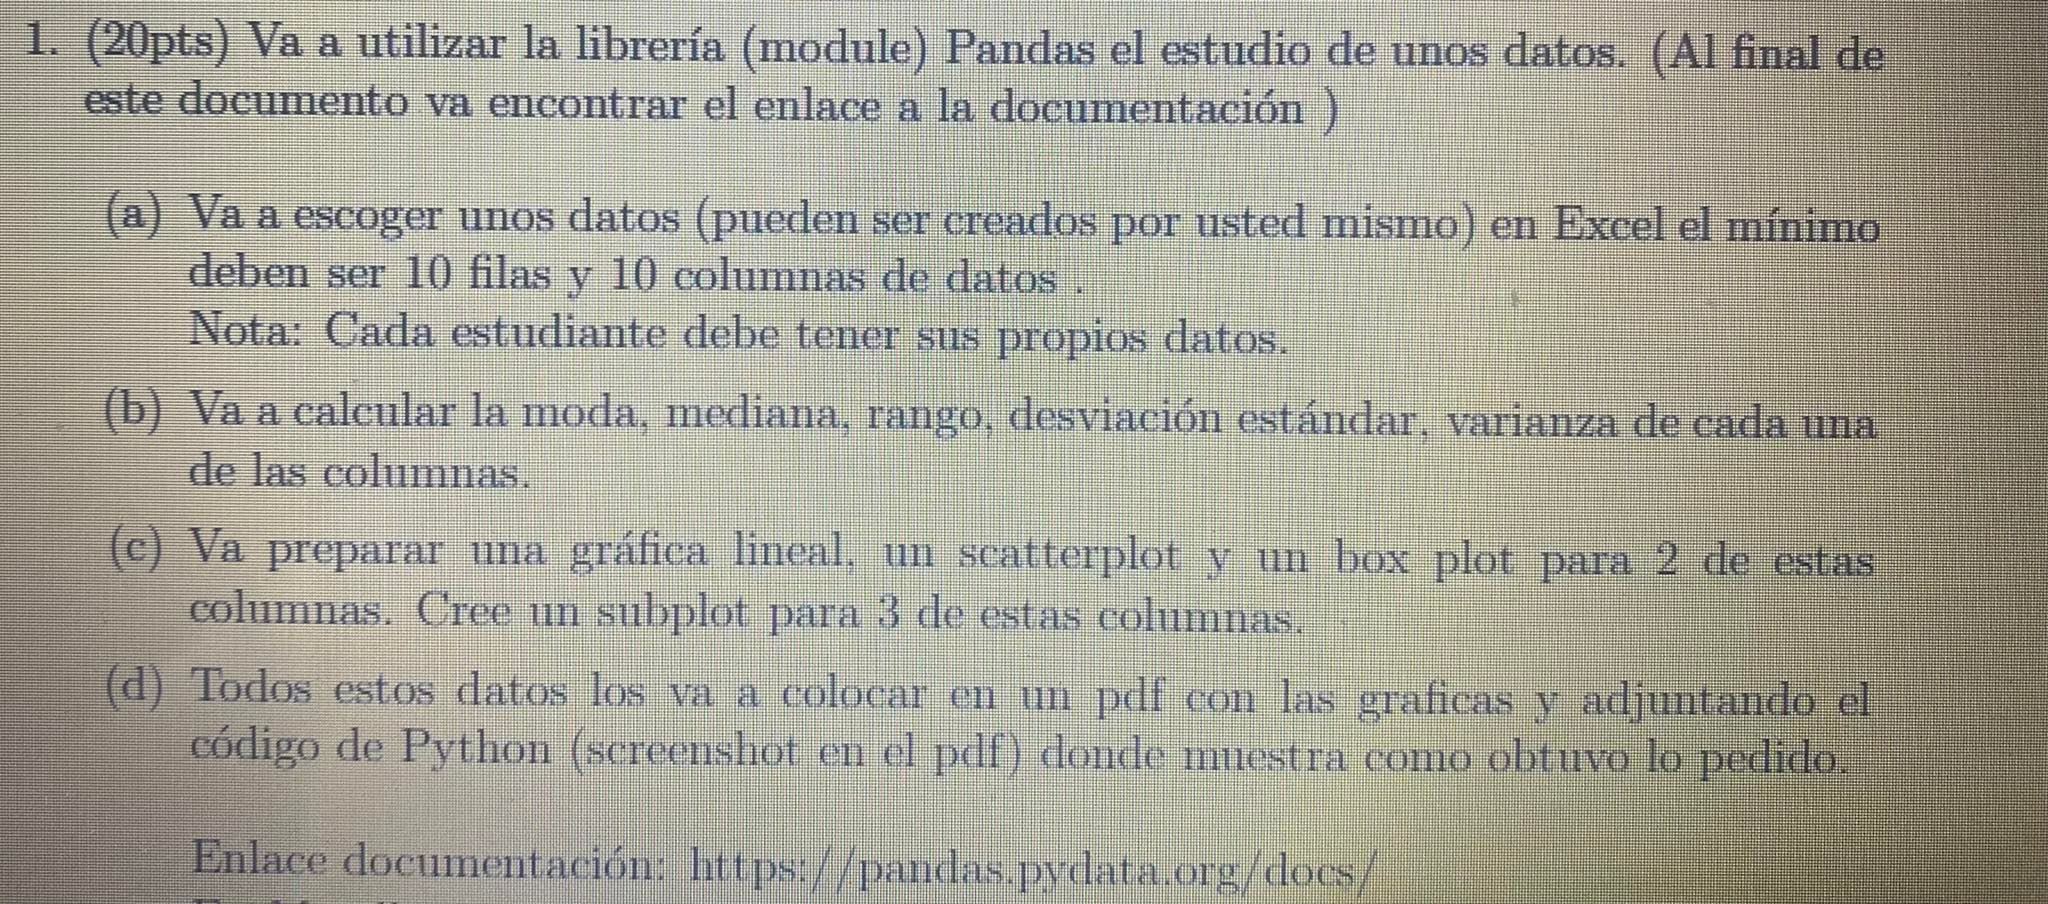 1. (20pts) Va a utilizar la librería (module) Pandas el estudio de unos datos. (Al final de
este documento va encontrar el enlace a la documentación )
(a) Va a escoger unos datos (pueden ser creados por usted mismo) en Excel el mínimo
deben ser 10 filas y 10 columnas de datos .
Nota: Cada estudiante debe tener sus propios datos.
(b) Va a calcular la moda, mediana, rango, desviación estándar, varianza de cada una
de las columnas.
(c) Va preparar una gráfica lineal, un scatterplot y un box plot para 2 de estas
columnas. Cree un subplot para 3 de estas columnas.
(d) Todos estos datos los va a colocar en un pdf con las graficas y adjuntando el
código de Python (screenshot en el pdf) donde muestra como obtuvo lo pedido.
Enlace documentación: https://pandas.pydata.org/docs/